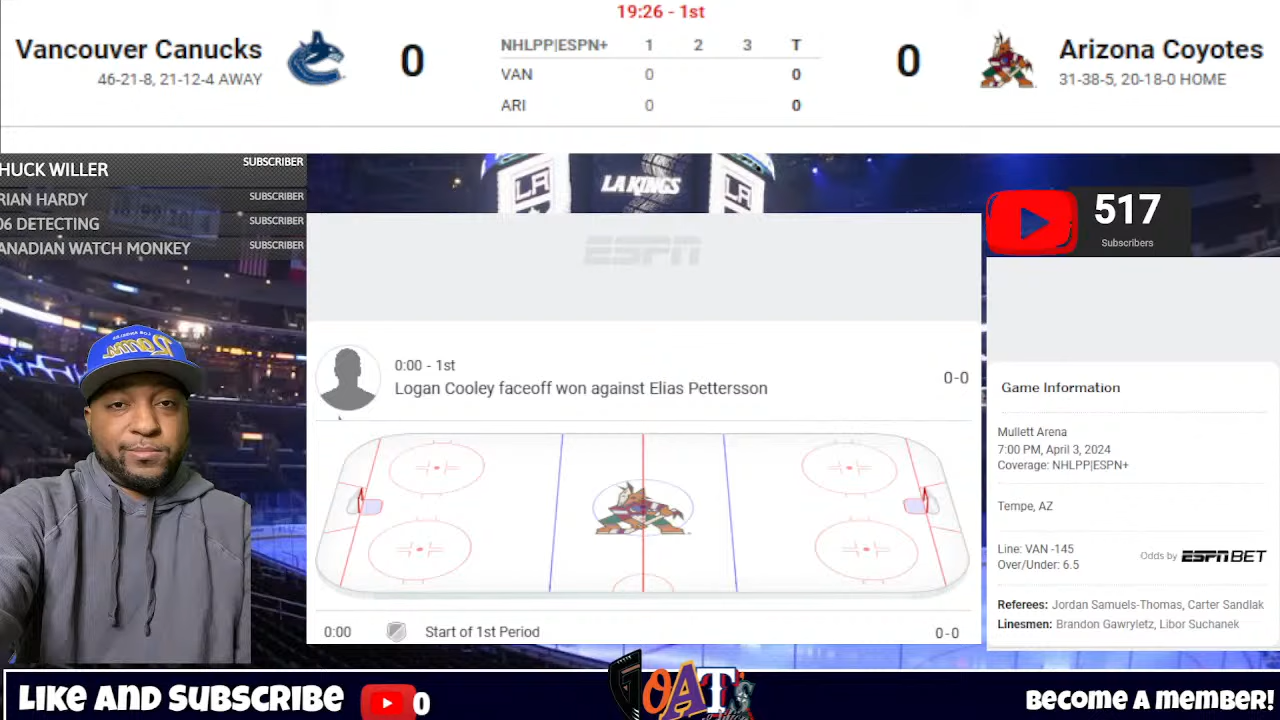 19:26 - 1st
Vancouver Canucks
46-21-8, 21-12-4 AWAY
0
NHLPP|ESPN+ 1 2 3 T
VAN 0 0
ARI 0 0
0
Arizona Coyotes
31-38-5, 20-18-0 HOME
HUCK WILLER SUBSCRIBER
RIAN HARDY SUBSCRIBER
06 DETECTING SUBSCRIBER
ANADIAN WATCH MONKEY SUBSCRIBER
LA
LA KINGS
LA
517
Subscribers
ESPN
0:00 - 1st
Logan Cooley faceoff won against Elias Pettersson
0-0
0:00 Start of 1st Period 0-0
Game Information
Mullett Arena
7:00 PM, April 3, 2024
Coverage: NHLPP|ESPN+
Tempe, AZ
Line: VAN -145
Over/Under: 6.5
Odds by ESPN BET
Referees: Jordan Samuels-Thomas, Carter Sandlak
Linesmen: Brandon Gawryletz, Libor Suchanek
Rams
LIKE AND SUBSCRIBE 0
GOAT
BECOME A MEMBER!